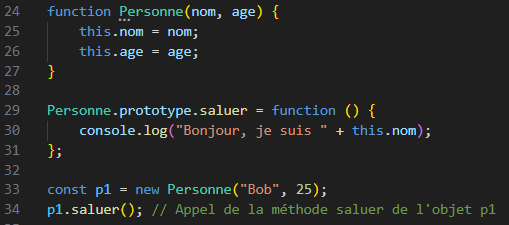 24 function Personne(nom, age) {
25 this.nom = nom;
26 this.age = age;
27 }
28
29 Personne.prototype.saluer = function () {
30 console.log("Bonjour, je suis " + this.nom);
31 };
32
33 const p1 = new Personne("Bob", 25);
34 p1.saluer(); // Appel de la méthode saluer de l'objet p1